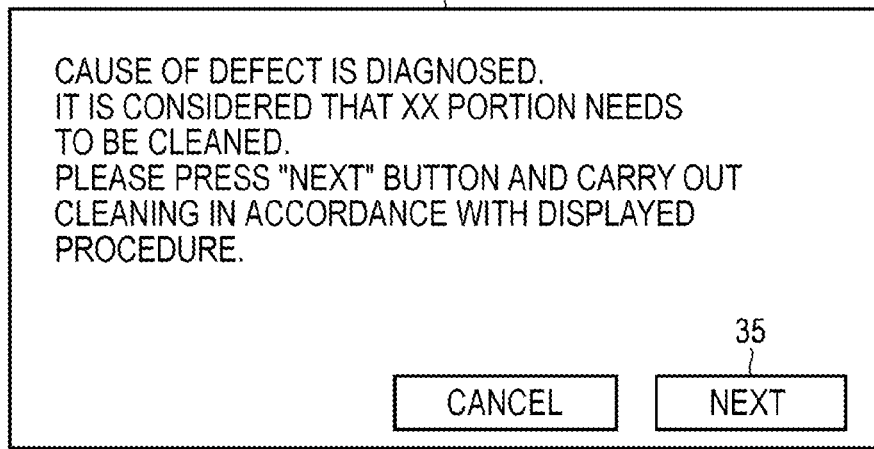 CAUSE OF DEFECT IS DIAGNOSED.
IT IS CONSIDERED THAT XX PORTION NEEDS
TO BE CLEANED.
PLEASE PRESS "NEXT" BUTTON AND CARRY OUT
CLEANING IN ACCORDANCE WITH DISPLAYED
PROCEDURE.
35
CANCEL NEXT